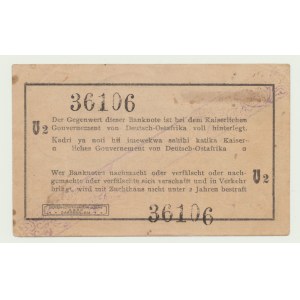 36106
Der Gegenwert dieser Banknote ist bei dem Kaiserlichen
U2
Gouvernement von Deutsch-Ostafrika voll hinterlegt.
Kadri ya noti hii imewekwa sahihi katika Kaiser-
liches Gouvernement von Deutsch-Ostafrika
U2
Wer Banknoten nachmacht oder verfälscht oder nach-
gemachte oder verfälschte sich verschafft und in Verkehr
bringt, wird mit Zuchthaus nicht unter 2 Jahren bestraft
36106